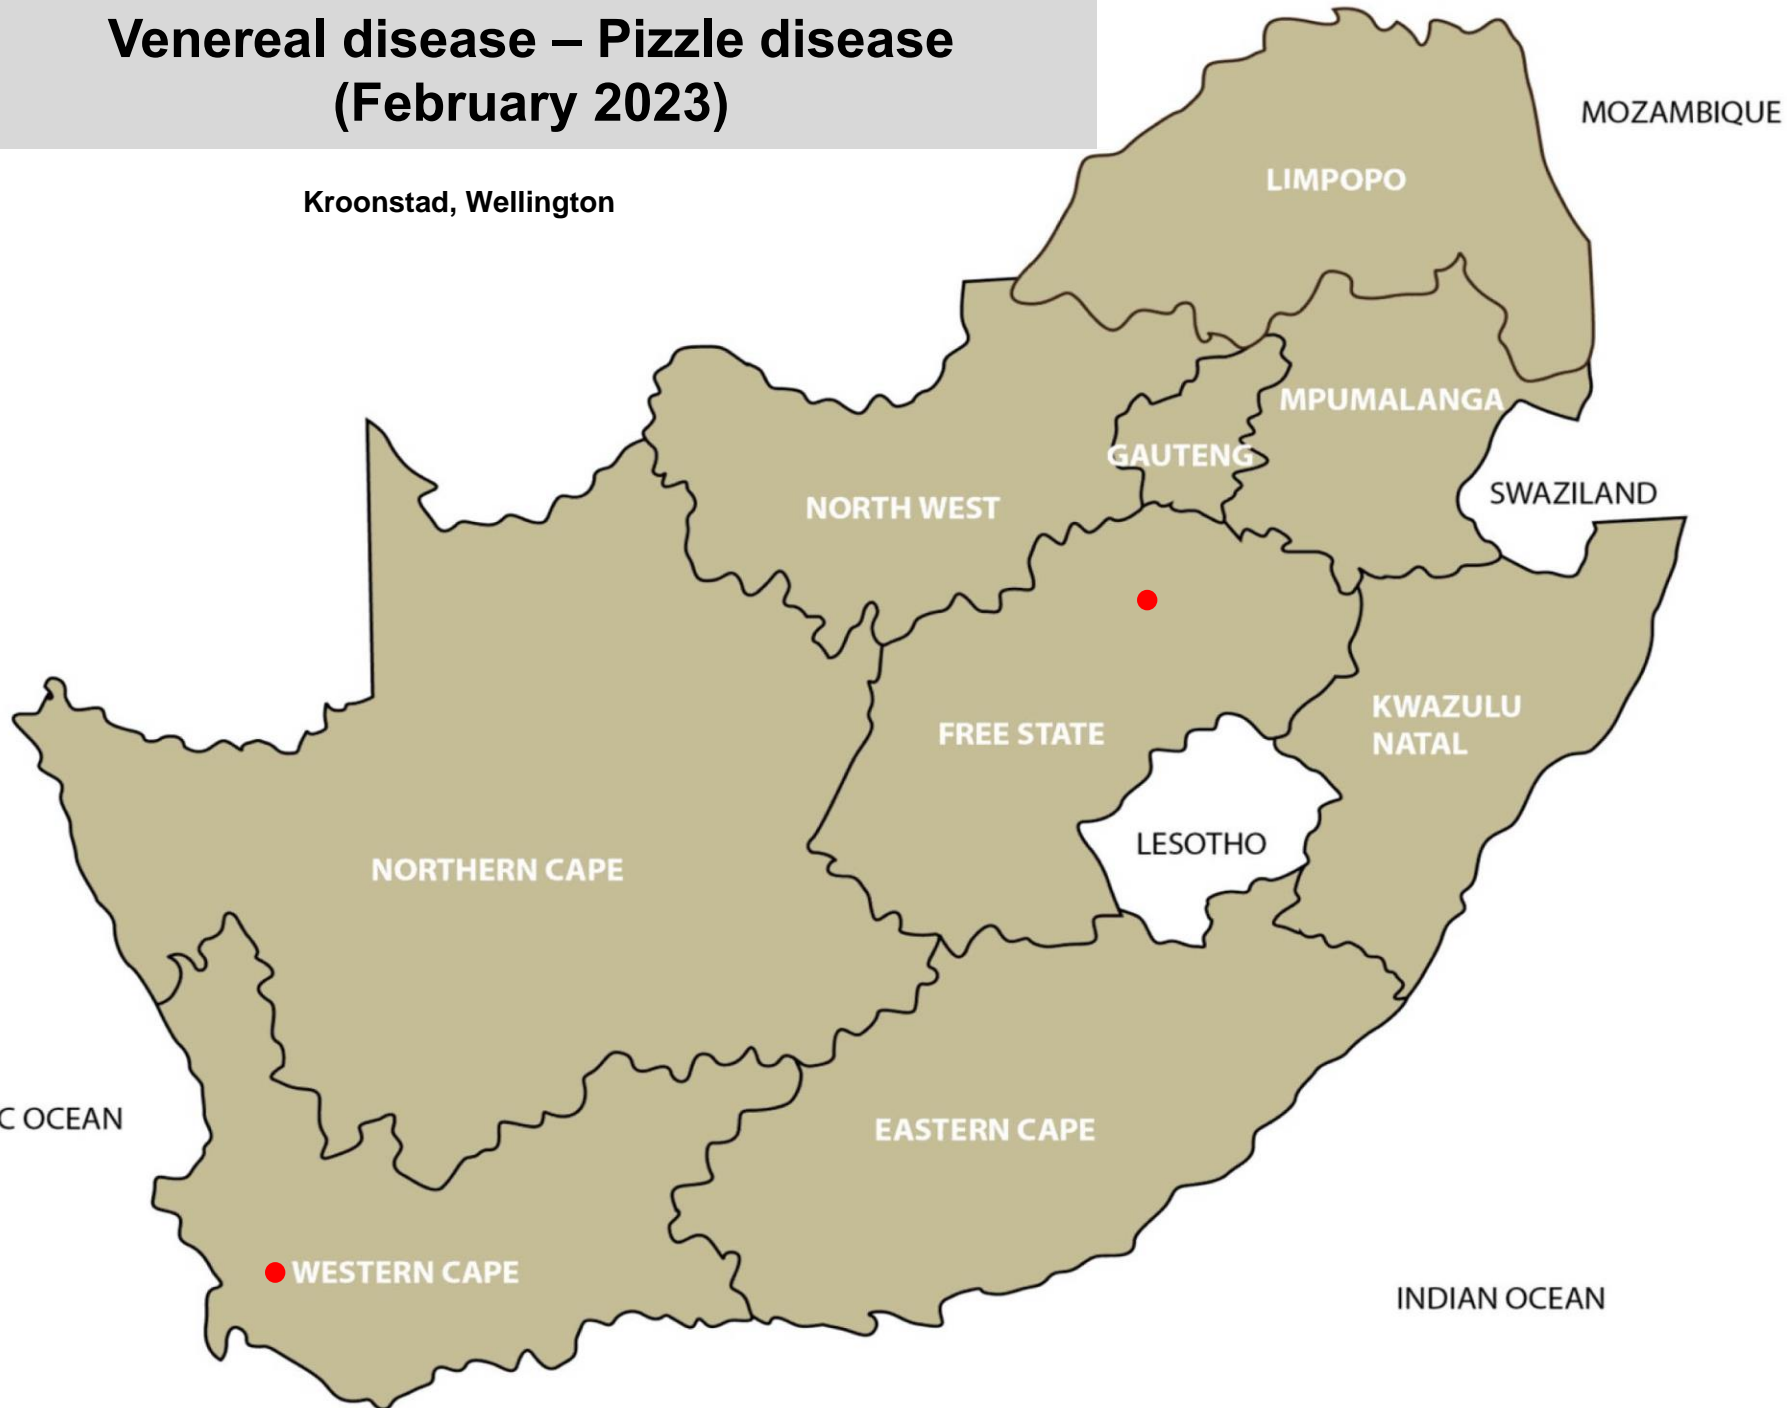 Venereal disease – Pizzle disease
(February 2023)
Kroonstad, Wellington
MOZAMBIQUE
LIMPOPO
MPUMALANGA
GAUTENG
SWAZILAND
NORTH WEST
KWAZULU
NATAL
FREE STATE
LESOTHO
NORTHERN CAPE
C OCEAN
EASTERN CAPE
WESTERN CAPE
INDIAN OCEAN